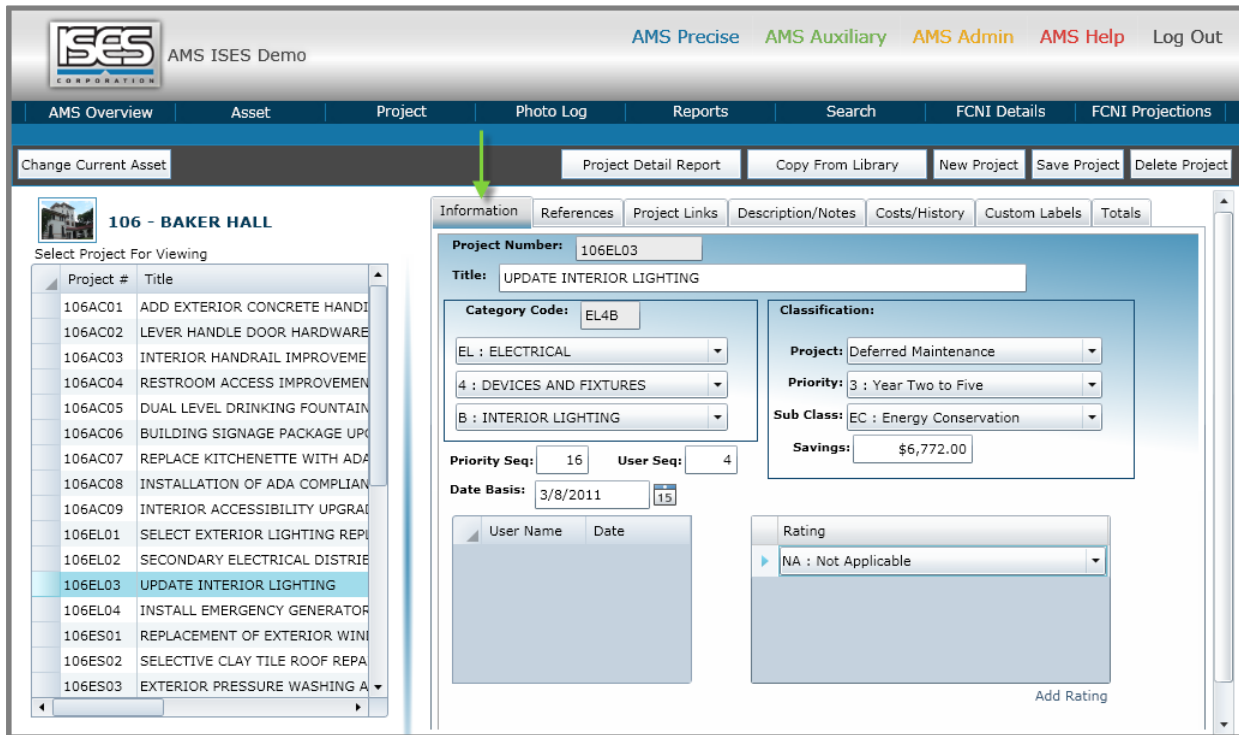 ISES
CORPORATION
AMS ISES Demo
AMS Precise AMS Auxiliary AMS Admin AMS Help Log Out
AMS Overview Asset Project Photo Log Reports Search FCNI Details FCNI Projections
Change Current Asset Project Detail Report Copy From Library New Project Save Project Delete Project
106 - BAKER HALL
Select Project For Viewing
Project # Title
106AC01 ADD EXTERIOR CONCRETE HANDI
106AC02 LEVER HANDLE DOOR HARDWARE
106AC03 INTERIOR HANDRAIL IMPROVEME
106AC04 RESTROOM ACCESS IMPROVEMEN
106AC05 DUAL LEVEL DRINKING FOUNTAIN
106AC06 BUILDING SIGNAGE PACKAGE UPG
106AC07 REPLACE KITCHENETTE WITH ADA
106AC08 INSTALLATION OF ADA COMPLIAN
106AC09 INTERIOR ACCESSIBILITY UPGRAD
106EL01 SELECT EXTERIOR LIGHTING REPL
106EL02 SECONDARY ELECTRICAL DISTRIB
106EL03 UPDATE INTERIOR LIGHTING
106EL04 INSTALL EMERGENCY GENERATOR
106ES01 REPLACEMENT OF EXTERIOR WIN
106ES02 SELECTIVE CLAY TILE ROOF REPA
106ES03 EXTERIOR PRESSURE WASHING A
Information References Project Links Description/Notes Costs/History Custom Labels Totals
Project Number: 106EL03
Title: UPDATE INTERIOR LIGHTING
Category Code: EL4B
EL : ELECTRICAL
4 : DEVICES AND FIXTURES
B : INTERIOR LIGHTING
Classification:
Project: Deferred Maintenance
Priority: 3 : Year Two to Five
Sub Class: EC : Energy Conservation
Savings: $6,772.00
Priority Seq: 16 User Seq: 4
Date Basis: 3/8/2011 15
User Name Date
Rating
NA : Not Applicable
Add Rating